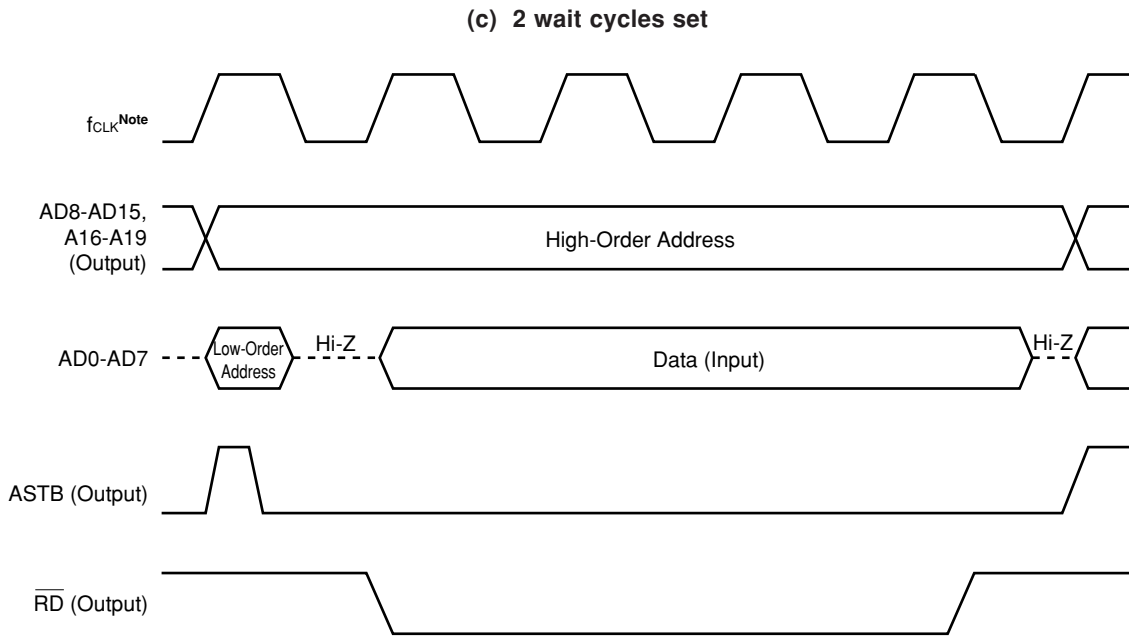 (c) 2 wait cycles set
fCLKNote
AD8-AD15,
A16-A19
(Output)
High-Order Address
AD0-AD7
Low-Order
Address
Hi-Z
Data (Input)
Hi-Z
ASTB (Output)
RD (Output)